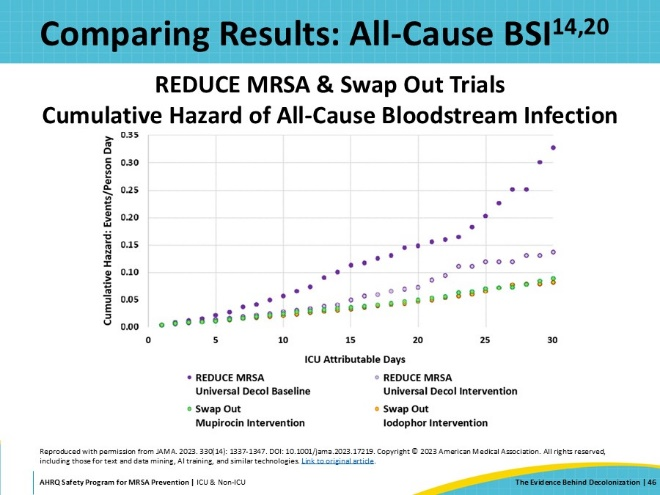 Comparing Results: All-Cause BSI14,20
REDUCE MRSA & Swap Out Trials
Cumulative Hazard of All-Cause Bloodstream Infection
Cumulative Hazard: Events/Person Day
0.35
0.30
0.25
0.20
0.15
0.10
0.05
0.00
0 5 10 15 20 25 30
ICU Attributable Days
REDUCE MRSA
Universal Decol Baseline
REDUCE MRSA
Universal Decol Intervention
Swap Out
Mupirocin Intervention
Swap Out
Iodophor Intervention
Reproduced with permission from JAMA. 2023. 330(14): 1337-1347. DOI: 10.1001/jama.2023.17219. Copyright © 2023 American Medical Association. All rights reserved,
including those for text and data mining, AI training, and similar technologies. Link to original article.
AHRQ Safety Program for MRSA Prevention | ICU & Non-ICU
The Evidence Behind Decolonization | 46